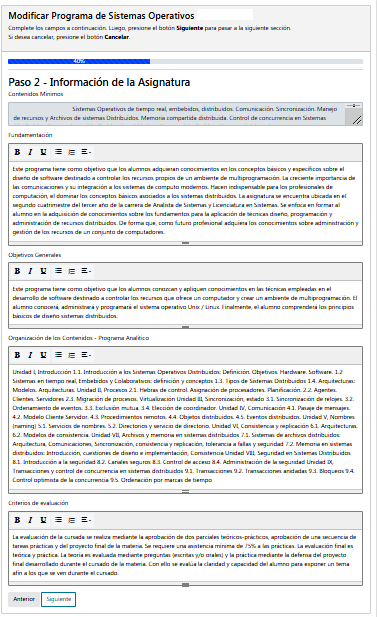 Modificar Programa de Sistemas Operativos
Complete los campos a continuación. Luego, presione el botón Siguiente para pasar a la siguiente sección.
Si desea cancelar, presione el botón Cancelar.
40%
Paso 2 - Información de la Asignatura
Contenidos Mínimos
Sistemas Operativos de tiempo real, embebidos, distribuidos. Comunicación. Sincronización. Manejo
de recursos y Archivos de sistemas Distribuidos. Memoria compartida distribuida. Control de concurrencia en Sistemas
Fundamentación
B I U
Este programa tiene como objetivo que los alumnos adquieran conocimientos en los conceptos básicos y específicos sobre el
diseño de software destinado a controlar los recursos propios de un ambiente de multiprogramación. La creciente importancia de
las comunicaciones y su integración a los sistemas de computo modernos. Hacen indispensable para los profesionales de
computación, el dominar los conceptos básicos asociados a los sistemas distribuidos. La asignatura se encuentra ubicada en el
segundo cuatrimestre del tercer año de la carrera de Analista de Sistemas y Licenciatura en Sistemas. Se enfoca en formar al
alumno en la adquisición de conocimientos sobre los fundamentos para la aplicación de técnicas diseño, programación y
administración de recursos distribuidos. De forma que, como futuro profesional adquiera los conocimientos sobre administración y
gestión de los recursos de un conjunto de computadores.
Objetivos Generales
B I U
Este programa tiene como objetivo que los alumnos conozcan y apliquen conocimientos en las técnicas empleadas en el
desarrollo de software destinado a controlar los recursos que ofrece un computador y crear un ambiente de multiprogramación. El
alumno conocerá, administrará y programará el sistema operativo Unix / Linux. Finalmente, el alumno comprenderá los principios
básicos de diseño sistemas distribuidos.
Organización de los Contenidos - Programa Analítico
B I U
Unidad I, Introducción 1.1. Introducción a los Sistemas Operativos Distribuidos: Definición. Objetivos. Hardware. Software. 1.2
Sistemas en tiempo real, Embebidos y Colaborativos: definición y conceptos 1.3. Tipos de Sistemas Distribuidos 1.4. Arquitecturas:
Modelos. Arquitecturas. Unidad II, Procesos 2.1. Hebras de control. Asignación de procesadores. Planificación 2.2. Agentes.
Clientes. Servidores 2.3. Migración de procesos. Virtualización Unidad III, Sincronización, estado 3.1. Sincronización de relojes. 3.2.
Ordenamiento de eventos. 3.3. Exclusión mutua. 3.4. Elección de coordinador. Unidad IV, Comunicación 4.1. Pasaje de mensajes.
4.2. Modelo Cliente Servidor. 4.3. Procedimientos remotos. 4.4. Objetos distribuidos. 4.5. Eventos distribuidos. Unidad V, Nombres
(naming) 5.1. Servicios de nombres. 5.2. Directorios y servicio de directorio. Unidad VI, Consistencia y replicación 6.1. Arquitecturas.
6.2. Modelos de consistencia. Unidad VII, Archivos y memoria en sistemas distribuidos 7.1. Sistemas de archivos distribuidos:
Arquitectura, Comunicaciones, Sincronización, consistencia y replicación, tolerancia a fallas y seguridad 7.2. Memoria en sistemas
distribuidos: Introducción, cuestiones de diseño e implementación, Consistencia Unidad VIII, Seguridad en Sistemas Distribuidos
8.1. Introducción a la seguridad 8.2. Canales seguros 8.3. Control de acceso 8.4. Administración de la seguridad Unidad IX,
Transacciones y control de concurrencia en sistemas distribuidos 9.1. Transacciones 9.2. Transacciones anidadas 9.3. Bloqueos 9.4.
Control optimista de la concurrencia 9.5. Ordenación por marcas de tiempo
Criterios de evaluación
B I U
La evaluación de la cursada se realiza mediante la aprobación de dos parciales teóricos-prácticos, aprobación de una secuencia de
tareas prácticas y del proyecto final de la materia. Se requiere una asistencia mínima de 75% a las prácticas. La evaluación final es
teórica y práctica. La teoría es evaluada mediante preguntas (escritas y/o orales) y la práctica mediante la defensa del proyecto
final desarrollado durante el cursado de la materia. Con ello se evalúa la claridad y capacidad del alumno para exponer un tema
afín a los que se ven durante el cursado.
Anterior Siguiente